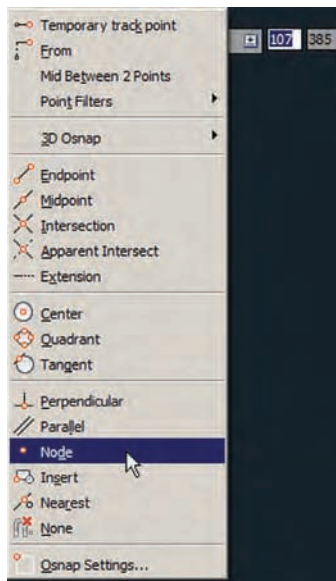 Temporary track point
From
107 385
Mid Between 2 Points
Point Filters
3D Osnap
Endpoint
Midpoint
Intersection
Apparent Intersect
Extension
Center
Quadrant
Tangent
Perpendicular
Parallel
Node
Insert
Nearest
None
Osnap Settings...